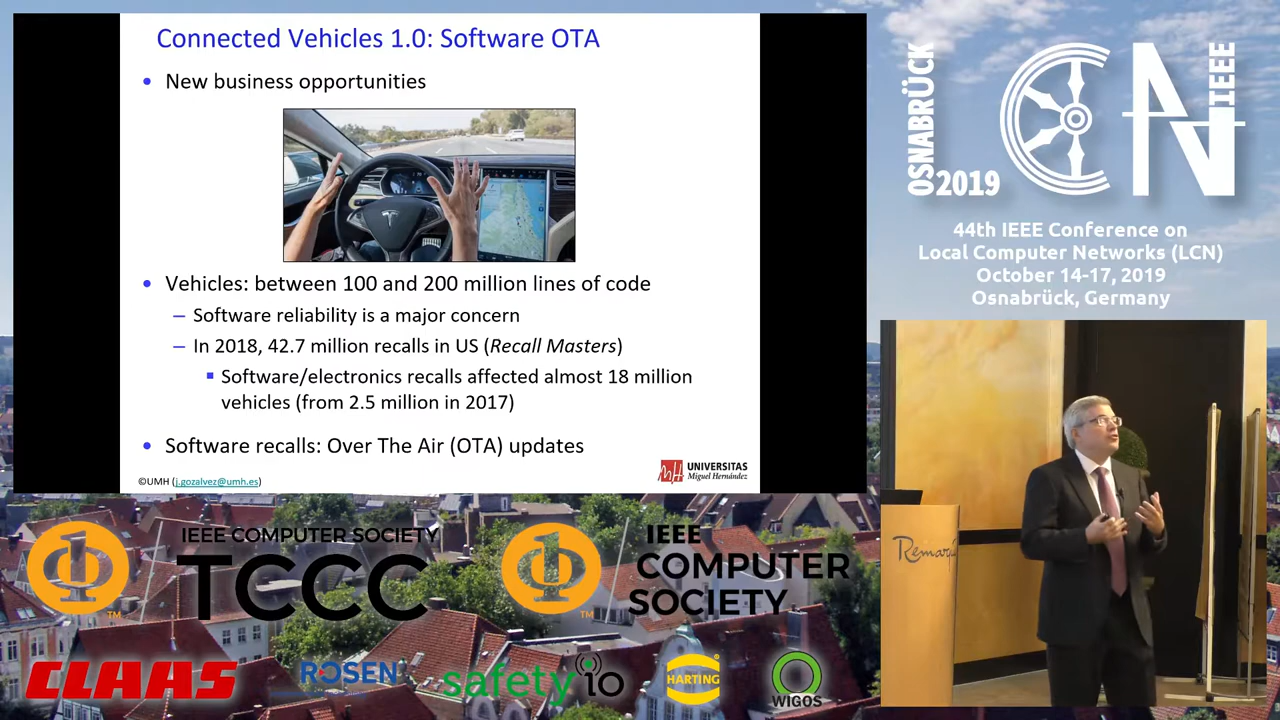 Connected Vehicles 1.0: Software OTA
• New business opportunities
• Vehicles: between 100 and 200 million lines of code
– Software reliability is a major concern
– In 2018, 42.7 million recalls in US (Recall Masters)
▪ Software/electronics recalls affected almost 18 million
vehicles (from 2.5 million in 2017)
• Software recalls: Over The Air (OTA) updates
©UMH (j.gozalvez@umh.es)
UNIVERSITAS
Miguel Hernández
OSNABRÜCK
2019
LCN
IEEE
44th IEEE Conference on
Local Computer Networks (LCN)
October 14-17, 2019
Osnabrück, Germany
IEEE COMPUTER SOCIETY
TCCC
TM
IEEE
COMPUTER
SOCIETY
TM
CLAAS
ROSEN
safetyio
HARTING
WIGOS